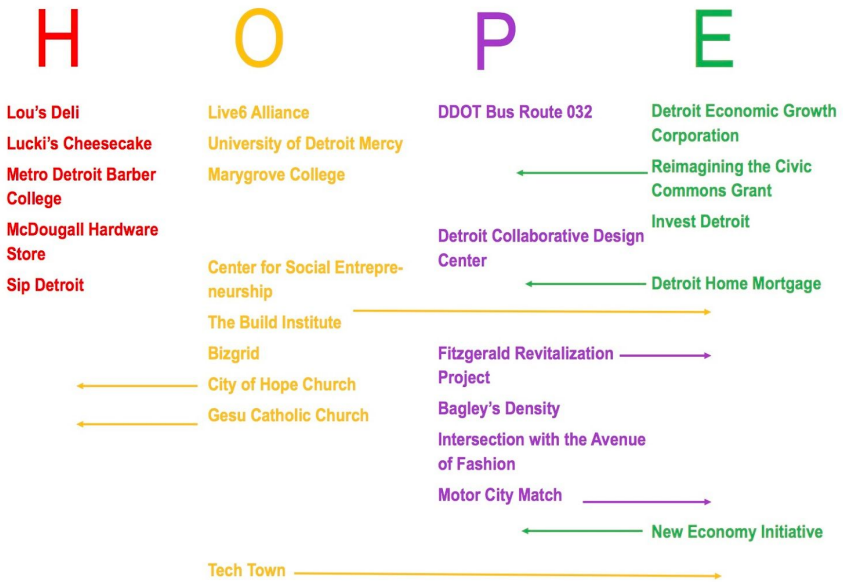 H O P E
Lou's Deli
Lucki's Cheesecake
Metro Detroit Barber
College
McDougall Hardware
Store
Sip Detroit
Live6 Alliance
University of Detroit Mercy
Marygrove College
Center for Social Entrepre-
neurship
The Build Institute
Bizgrid
City of Hope Church
Gesu Catholic Church
Tech Town
DDOT Bus Route 032
Detroit Collaborative Design
Center
Fitzgerald Revitalization
Project
Bagley's Density
Intersection with the Avenue
of Fashion
Motor City Match
Detroit Economic Growth
Corporation
Reimagining the Civic
Commons Grant
Invest Detroit
Detroit Home Mortgage
New Economy Initiative